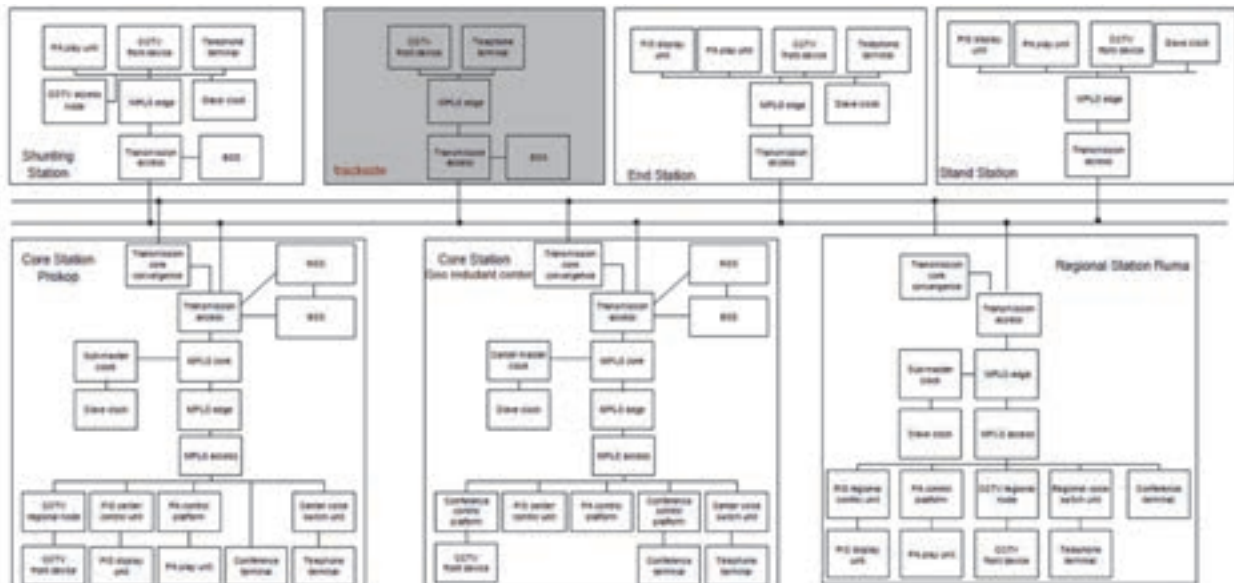 PA play unit
CCTV
front device
Telephone
terminal
CCTV access
node
MPLS edge
Slave clock
Transmission
access
BSS
Shunting
Station
CCTV
front device
Telephone
terminal
MPLS edge
Transmission
access
BSS
trackside
PIS display
unit
PA play
unit
CCTV
front device
Telephone
terminal
MPLS edge
Slave clock
Transmission
access
End Station
PIS display
unit
PA play
unit
CCTV
front device
Slave clock
MPLS edge
Transmission
access
Stand Station
Core Station
Transmission
core
convergence
Transmission
access
BSS
Submaster
clock
MPLS core
Slave clock
MPLS edge
MPLS access
CCTV
regional node
PIS center
control unit
PA control
platform
Center voice
switch unit
CCTV
front device
PIS display
unit
PA play unit
Conference
terminal
Telephone
terminal
Core Station
Transmission
core
convergence
Transmission
access
BSS
master
clock
MPLS core
Slave clock
MPLS edge
MPLS access
Conference
control
platform
PIS center
control unit
PA control
platform
Conference
control
platform
Center voice
switch unit
CCTV
front device
Conference
terminal
Telephone
terminal
Regional Station Ruma
Transmission
core
convergence
Transmission
access
Submaster
clock
MPLS edge
Slave clock
MPLS access
PIS regional
control unit
PA control
platform
CCTV regional
node
Regional voice
switch unit
Conference
terminal
PIS display
unit
PA play unit
CCTV
front device
Telephone
terminal